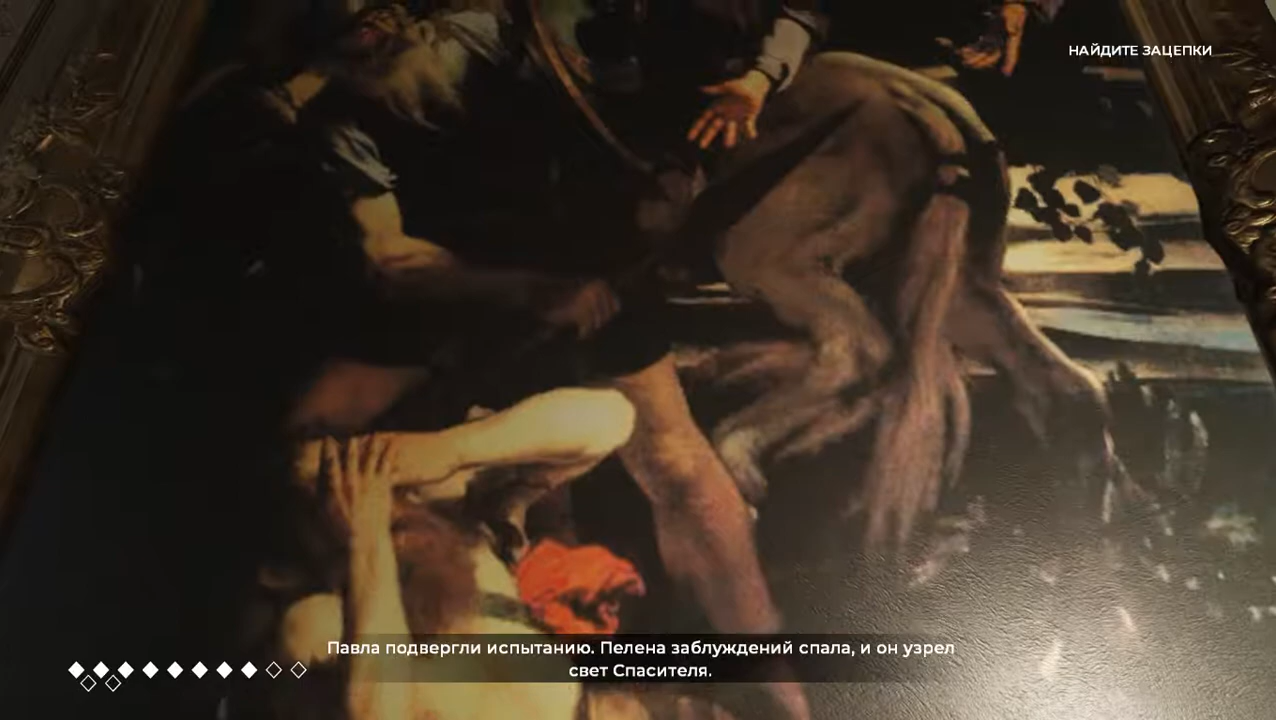 НАЙДИТЕ ЗАЦЕПКИ
Павла подвергли испытанию. Пелена заблуждений спала, и он узрел
свет Спасителя.